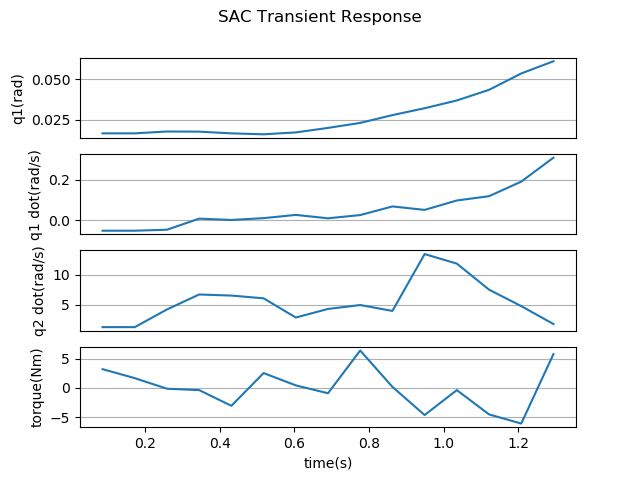 SAC Transient Response
q1(rad)
0.050
0.025
q1 dot(rad/s)
0.2
0.0
q2 dot(rad/s)
10
5
torque(Nm)
5
0
−5
0.2 0.4 0.6 0.8 1.0 1.2
time(s)